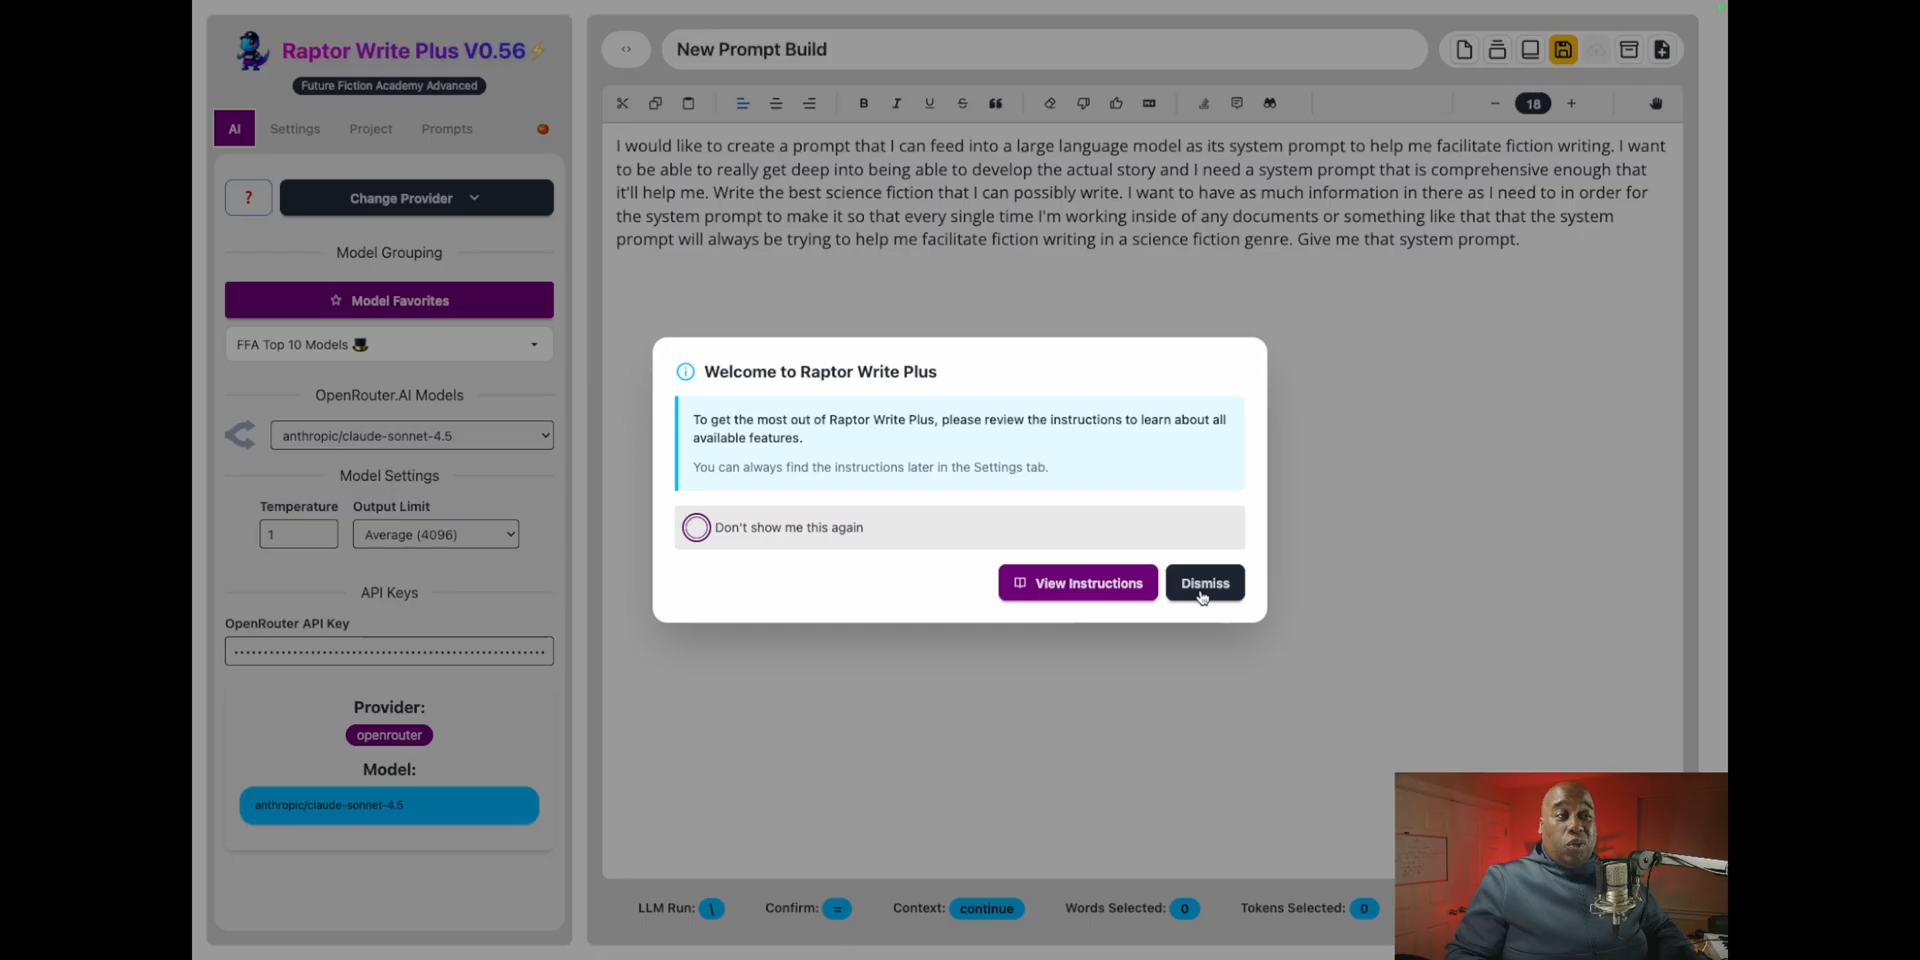 Raptor Write Plus V0.56⚡
Future Fiction Academy Advanced
AI
Settings
Project
Prompts
?
Change Provider
Model Grouping
☆ Model Favorites
FFA Top 10 Models 🎩
OpenRouter.AI Models
anthropic/claude-sonnet-4.5
Model Settings
Temperature
Output Limit
1
Average (4096)
API Keys
OpenRouter API Key
Provider:
openrouter
Model:
anthropic/claude-sonnet-4.5
New Prompt Build
B I U S
18
I would like to create a prompt that I can feed into a large language model as its system prompt to help me facilitate fiction writing. I want
to be able to really get deep into being able to develop the actual story and I need a system prompt that is comprehensive enough that
it'll help me. Write the best science fiction that I can possibly write. I want to have as much information in there as I need to in order for
the system prompt to make it so that every single time I'm working inside of any documents or something like that that the system
prompt will always be trying to help me facilitate fiction writing in a science fiction genre. Give me that system prompt.
Welcome to Raptor Write Plus
To get the most out of Raptor Write Plus, please review the instructions to learn about all
available features.
You can always find the instructions later in the Settings tab.
Don't show me this again
View Instructions
Dismiss
LLM Run: \
Confirm: =
Context: continue
Words Selected: 0
Tokens Selected: 0